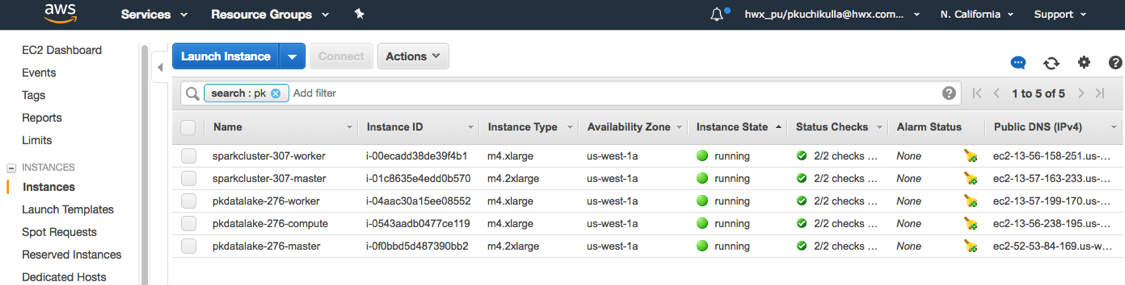 aws Services Resource Groups hwx_pu/pkuchikulla@hwx.com... N. California Support
EC2 Dashboard
Events
Tags
Reports
Limits
INSTANCES
Instances
Launch Templates
Spot Requests
Reserved Instances
Dedicated Hosts
Launch Instance Connect Actions
search : pk Add filter 1 to 5 of 5
Name Instance ID Instance Type Availability Zone Instance State Status Checks Alarm Status Public DNS (IPv4)
sparkcluster-307-worker i-00ecadd38de39f4b1 m4.xlarge us-west-1a running 2/2 checks ... None ec2-13-56-158-251.us-...
sparkcluster-307-master i-01c8635e4edd0b570 m4.2xlarge us-west-1a running 2/2 checks ... None ec2-13-57-163-233.us-...
pkdatalake-276-worker i-04aac30a15ee08552 m4.xlarge us-west-1a running 2/2 checks ... None ec2-13-57-199-170.us-...
pkdatalake-276-compute i-0543aadb0477ce119 m4.xlarge us-west-1a running 2/2 checks ... None ec2-13-56-238-195.us-...
pkdatalake-276-master i-0f0bbd5d487390bb2 m4.2xlarge us-west-1a running 2/2 checks ... None ec2-52-53-84-169.us-w...